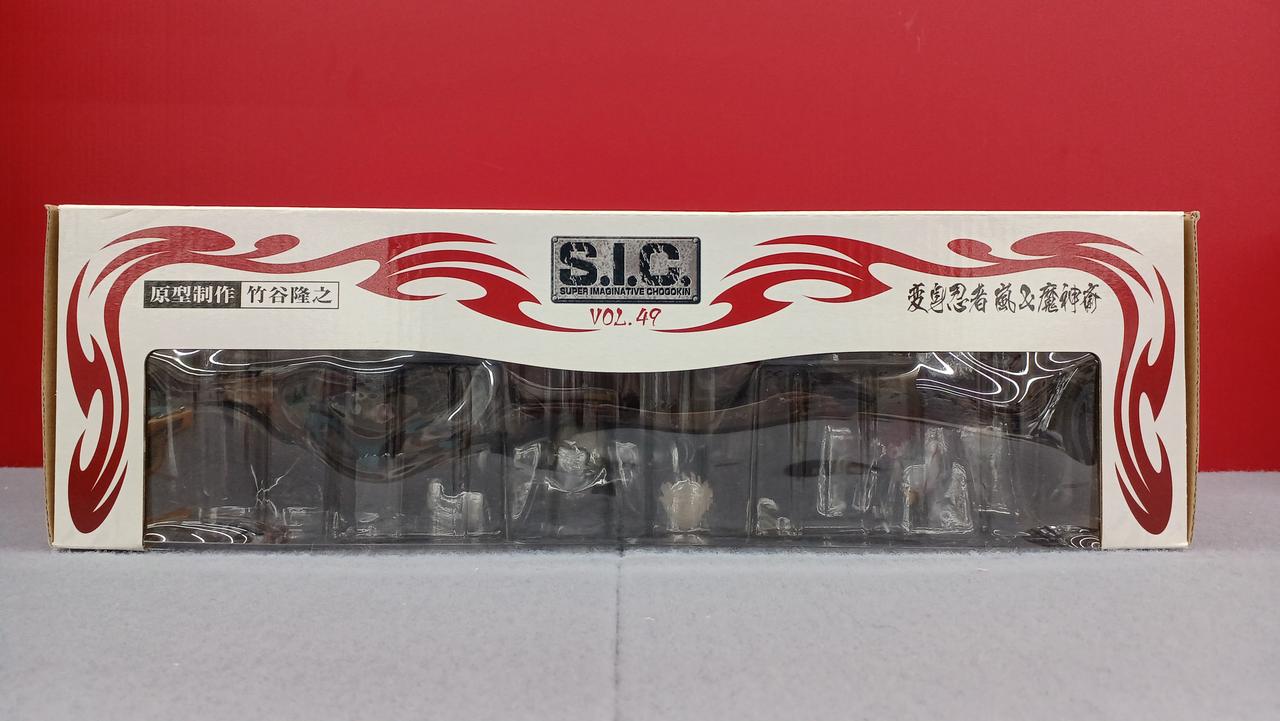 S.I.C.
SUPER IMAGINATIVE CHOGOKIN
VOL. 49
原型制作 竹谷隆之
変身忍者 嵐&魔神斎